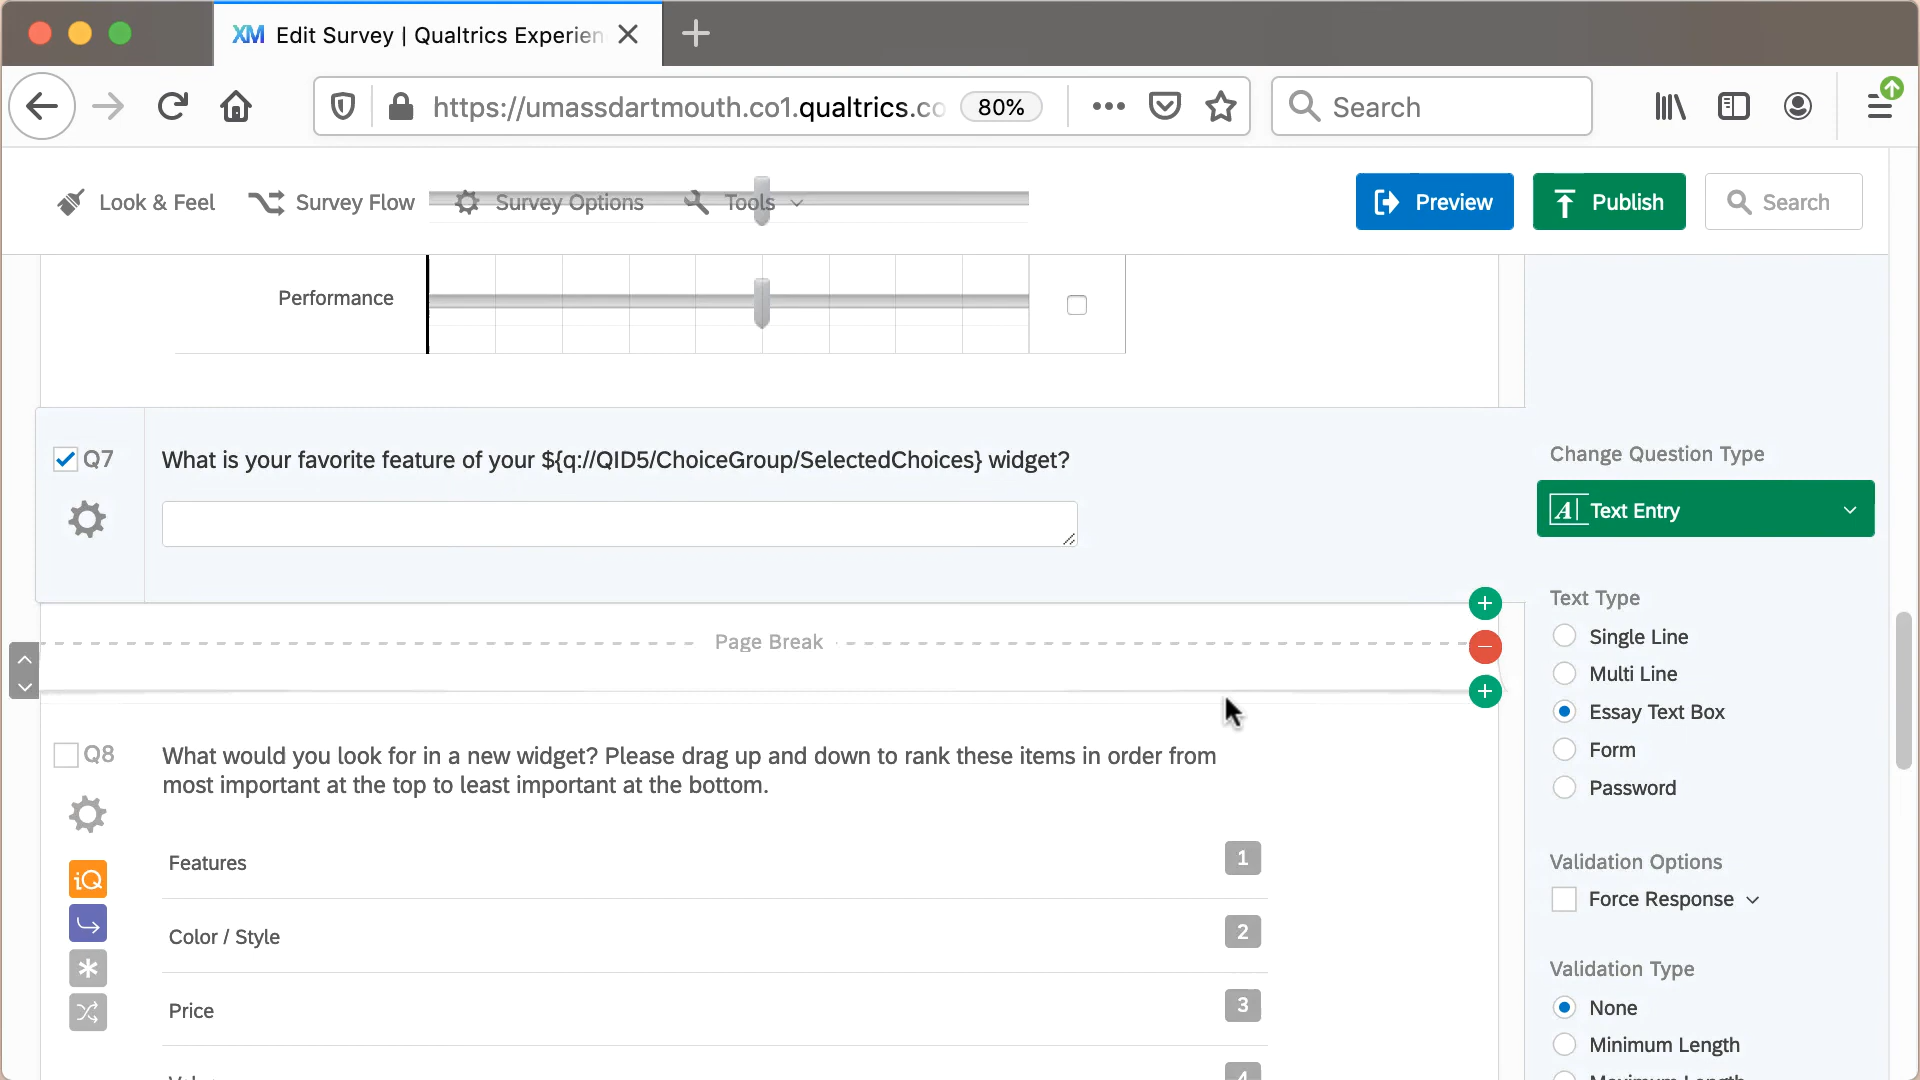 XM Edit Survey | Qualtrics Experien
https://umassdartmouth.co1.qualtrics.co 80% Search
Look & Feel Survey Flow Survey Options Tools Preview Publish Search
Performance
Q7 What is your favorite feature of your ${q://QID5/ChoiceGroup/SelectedChoices} widget?
Change Question Type
Text Entry
Text Type
Single Line
Page Break
Multi Line
Essay Text Box
Form
Password
Q8 What would you look for in a new widget? Please drag up and down to rank these items in order from
most important at the top to least important at the bottom.
Features 1
Color / Style 2
Price 3
iQ
Validation Options
Force Response
Validation Type
None
Minimum Length